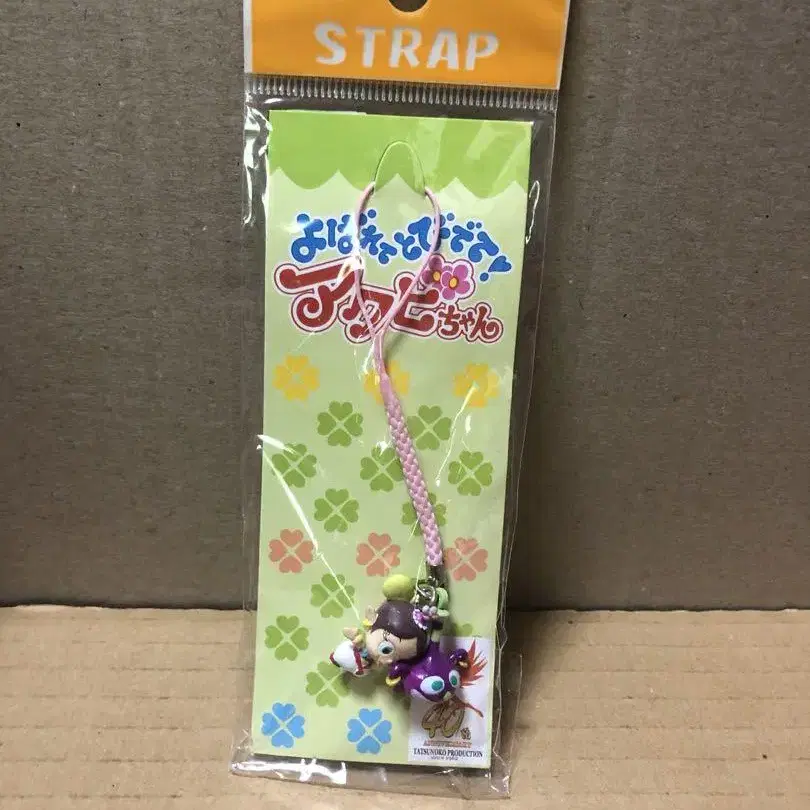 STRAP
よばれてとびでて!
アクビちゃん
40th
ANNIVERSARY
TATSUNOKO PRODUCTION